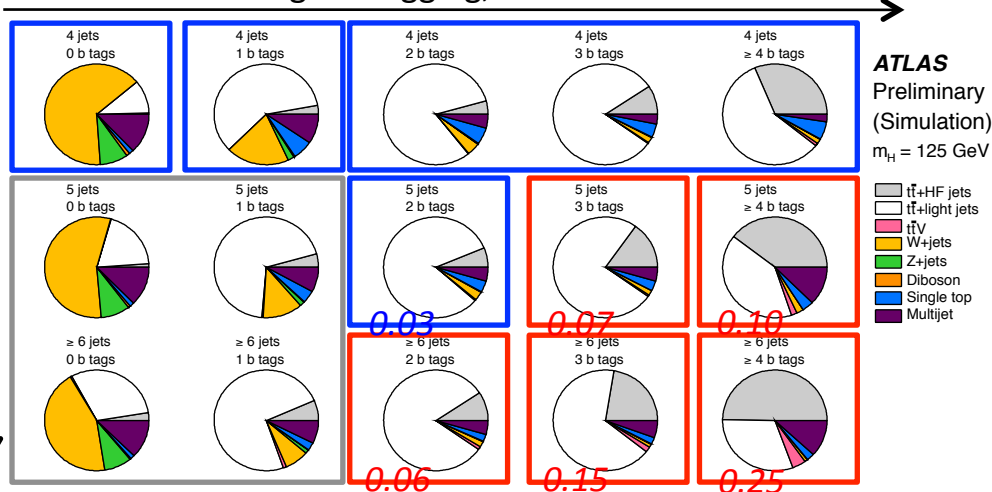 4 jets
0 b tags
4 jets
1 b tags
4 jets
2 b tags
4 jets
3 b tags
4 jets
≥ 4 b tags
ATLAS
Preliminary
(Simulation)
m_H = 125 GeV
5 jets
0 b tags
5 jets
1 b tags
5 jets
2 b tags
0.03
5 jets
3 b tags
0.07
5 jets
≥ 4 b tags
0.10
tt̄+HF jets
tt̄+light jets
tt̄V
W+jets
Z+jets
Diboson
Single top
Multijet
≥ 6 jets
0 b tags
≥ 6 jets
1 b tags
≥ 6 jets
2 b tags
0.06
≥ 6 jets
3 b tags
0.15
≥ 6 jets
≥ 4 b tags
0.25